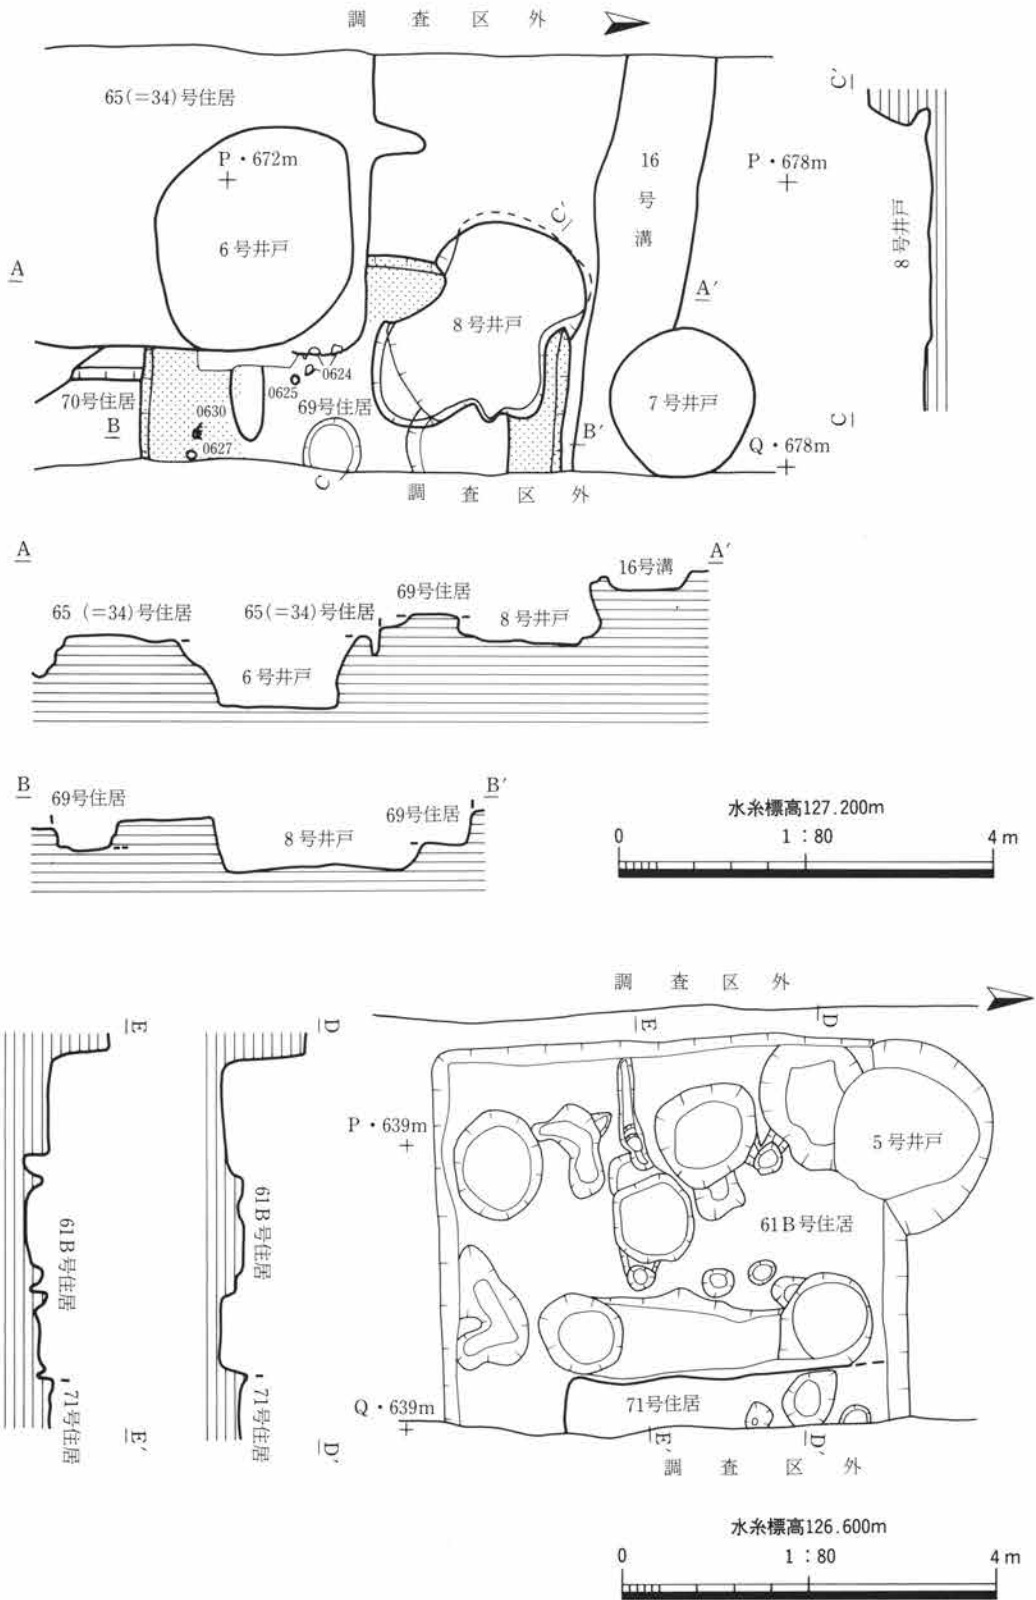 調査区外
65(=34)号住居
P・672m
6号井戸
16号溝
P・678m
C'
8号井戸
C
A
C'
A'
8号井戸
0624
0625
69号住居
70号住居
0630
B
0627
7号井戸
B'
Q・678m
C
調査区外
A
A'
16号溝
69号住居
65(=34)号住居
65(=34)号住居
8号井戸
6号井戸
B
B'
69号住居
69号住居
8号井戸
水糸標高127.200m
0 1:80 4m
調査区外
E
D
E
D
P・639m
5号井戸
61B号住居
61B号住居
61B号住居
Q・639m
71号住居
71号住居
71号住居
E'
D'
E'
D'
調査区外
水糸標高126.600m
0 1:80 4m